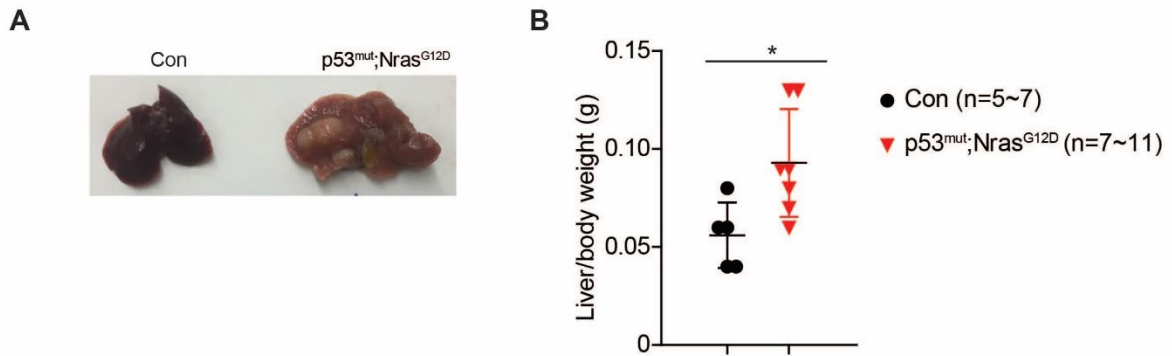 A
Con
p53ᵐᵘᵗ;Nrasᴳ¹²ᴰ
B
Liver/body weight (g)
0.15
0.10
0.05
0
*
Con (n=5~7)
p53ᵐᵘᵗ;Nrasᴳ¹²ᴰ (n=7~11)